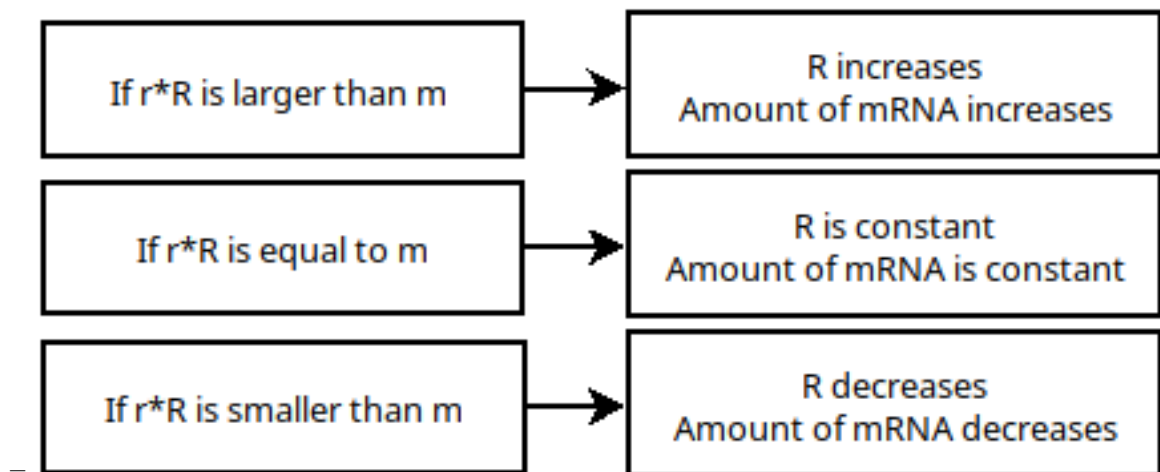 If r*R is larger than m
R increases
Amount of mRNA increases
If r*R is equal to m
R is constant
Amount of mRNA is constant
If r*R is smaller than m
R decreases
Amount of mRNA decreases